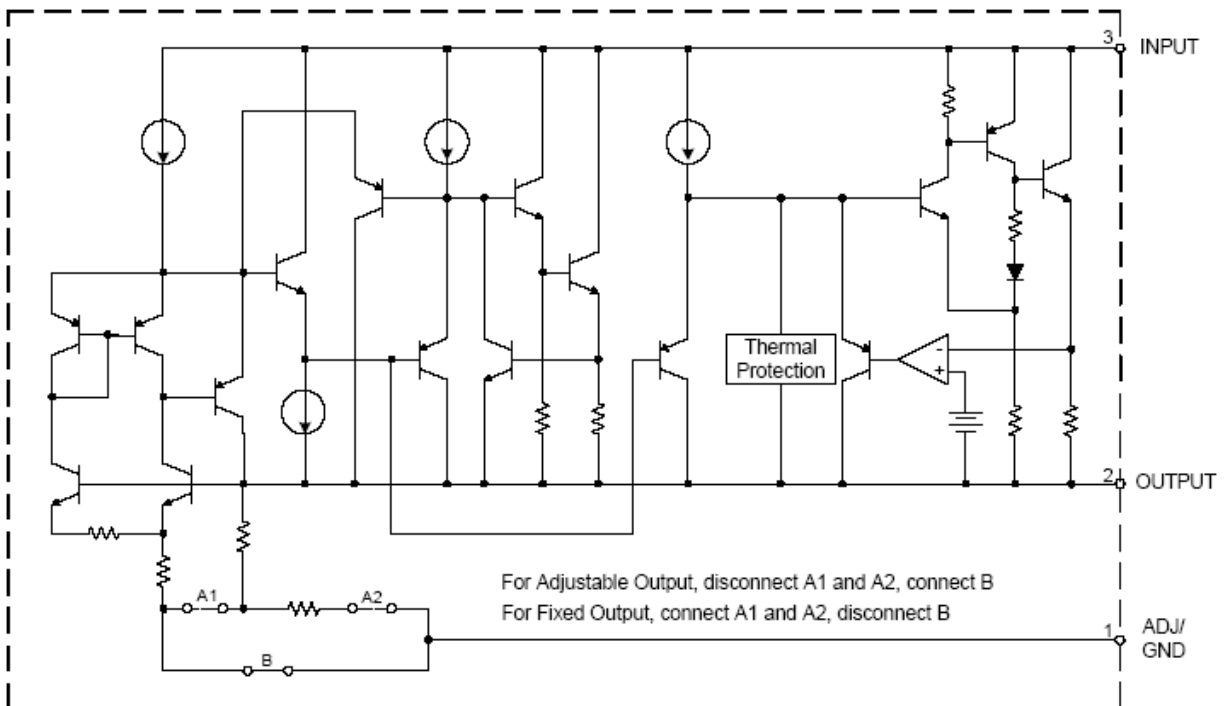 3
INPUT
Thermal
Protection
-
+
2
OUTPUT
For Adjustable Output, disconnect A1 and A2, connect B
A1
A2
For Fixed Output, connect A1 and A2, disconnect B
1
ADJ/
GND
B